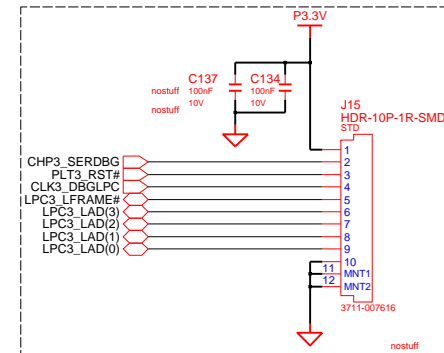 P3.3V
C137 C134
nostuff 100nF 100nF
nostuff 10V 10V
J15
HDR-10P-1R-SMD
STD
1
CHP3_SERDBG 2
PLT3_RST# 3
CLK3_DBGLPC 4
LPC3_LFRAME# 5
LPC3_LAD(3) 6
LPC3_LAD(2) 7
LPC3_LAD(1) 8
LPC3_LAD(0) 9
10
11 MNT1
12 MNT2
3711-007616
nostuff